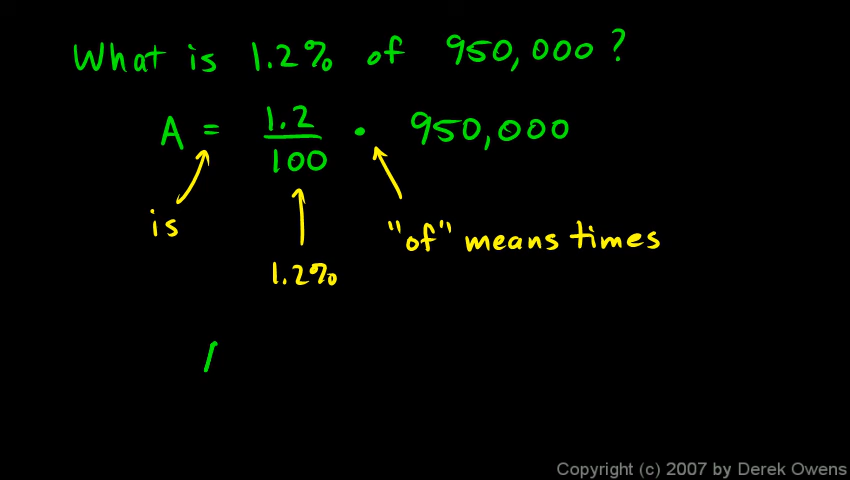 What is 1.2% of 950,000?
A = 1.2/100 · 950,000
is
"of" means times
1.2%
Copyright (c) 2007 by Derek Owens